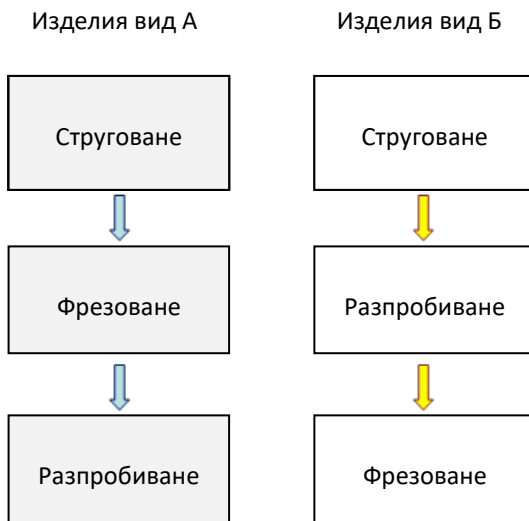 Изделия вид А
Изделия вид Б
Струговане
Струговане
Фрезоване
Разпробиване
Разпробиване
Фрезоване